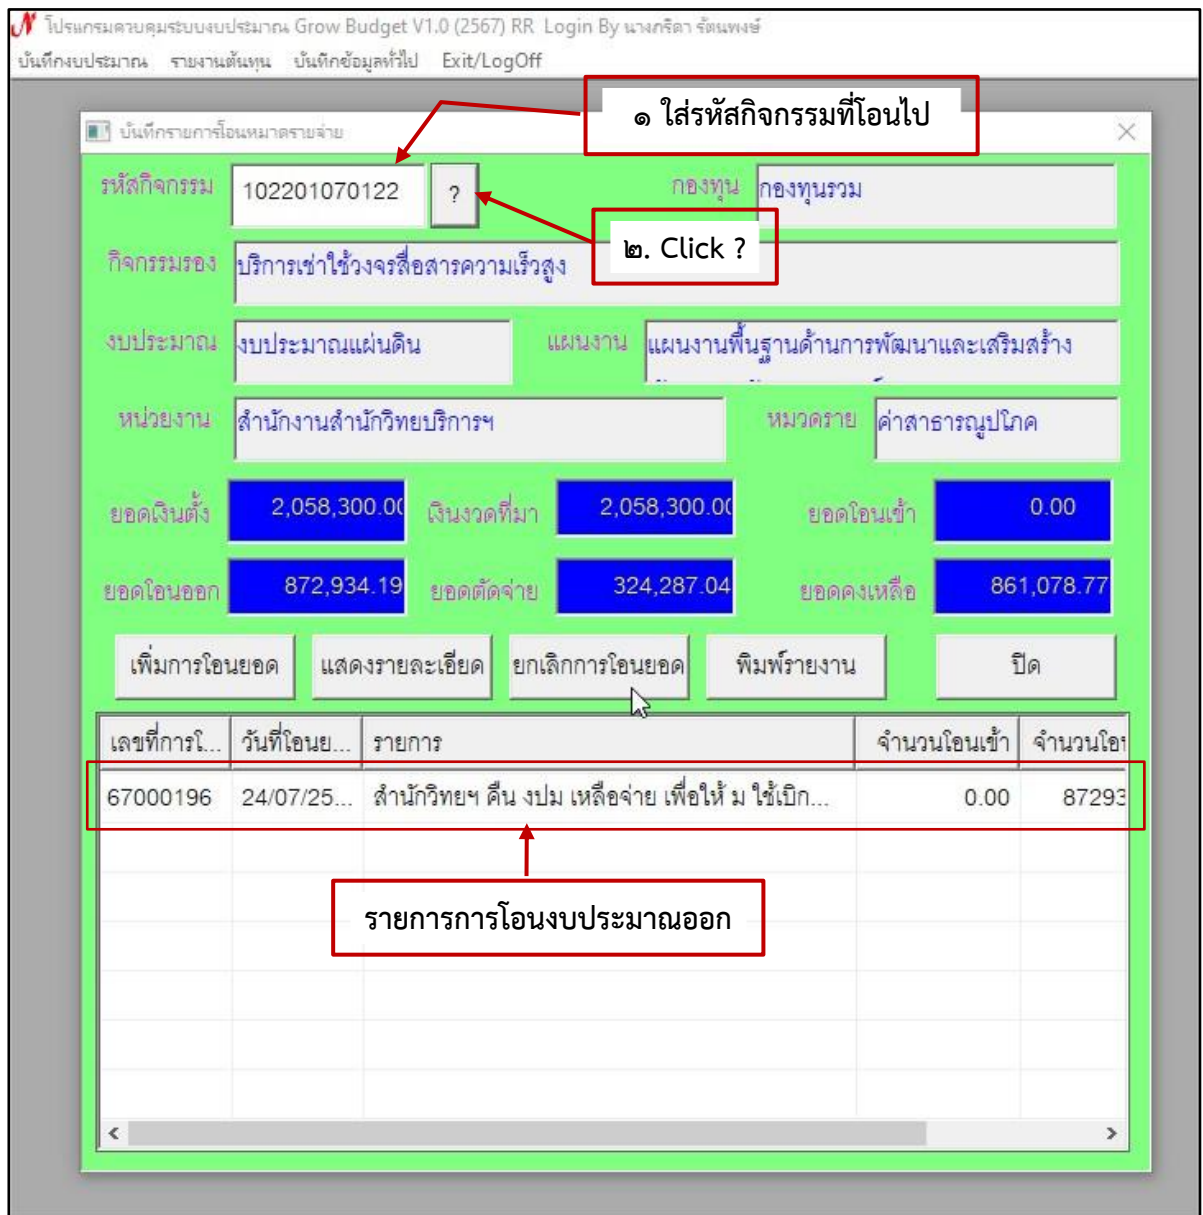 โปรแกรมควบคุมระบบงบประมาณ Grow Budget V1.0 (2567) RR Login By นางภริดา รัตนพงษ์
บันทึกงบประมาณ รายงานต้นทุน บันทึกข้อมูลทั่วไป Exit/LogOff
๑ ใส่รหัสกิจกรรมที่โอนไป
บันทึกรายการโอนหมาดรายจ่าย
รหัสกิจกรรม 102201070122 ? กองทุน กองทุนรวม
๒. Click ?
กิจกรรมรอง บริการเช่าใช้วงจรสื่อสารความเร็วสูง
งบประมาณ งบประมาณแผ่นดิน แผนงาน แผนงานพื้นฐานด้านการพัฒนาและเสริมสร้าง
หน่วยงาน สำนักงานสำนักวิทยบริการฯ หมวดราย ค่าสาธารณูปโภค
ยอดเงินตั้ง 2,058,300.00 เงินงวดที่มา 2,058,300.00 ยอดโอนเข้า 0.00
ยอดโอนออก 872,934.19 ยอดตัดจ่าย 324,287.04 ยอดคงเหลือ 861,078.77
เพิ่มการโอนยอด แสดงรายละเอียด ยกเลิกการโอนยอด พิมพ์รายงาน ปิด
เลขที่การโ... วันที่โอนย... รายการ จำนวนโอนเข้า จำนวนโอ
67000196 24/07/25... สำนักวิทยฯ คืน งปม เหลือจ่าย เพื่อให้ ม ใช้เบิก... 0.00 87293
รายการการโอนงบประมาณออก